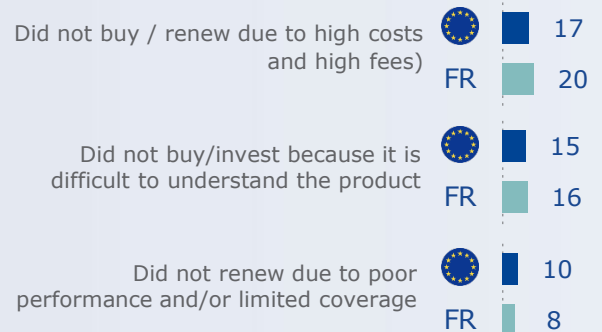 Did not buy / renew due to high costs
and high fees)
17
FR 20
Did not buy/invest because it is
difficult to understand the product
15
FR 16
Did not renew due to poor
performance and/or limited coverage
10
FR 8